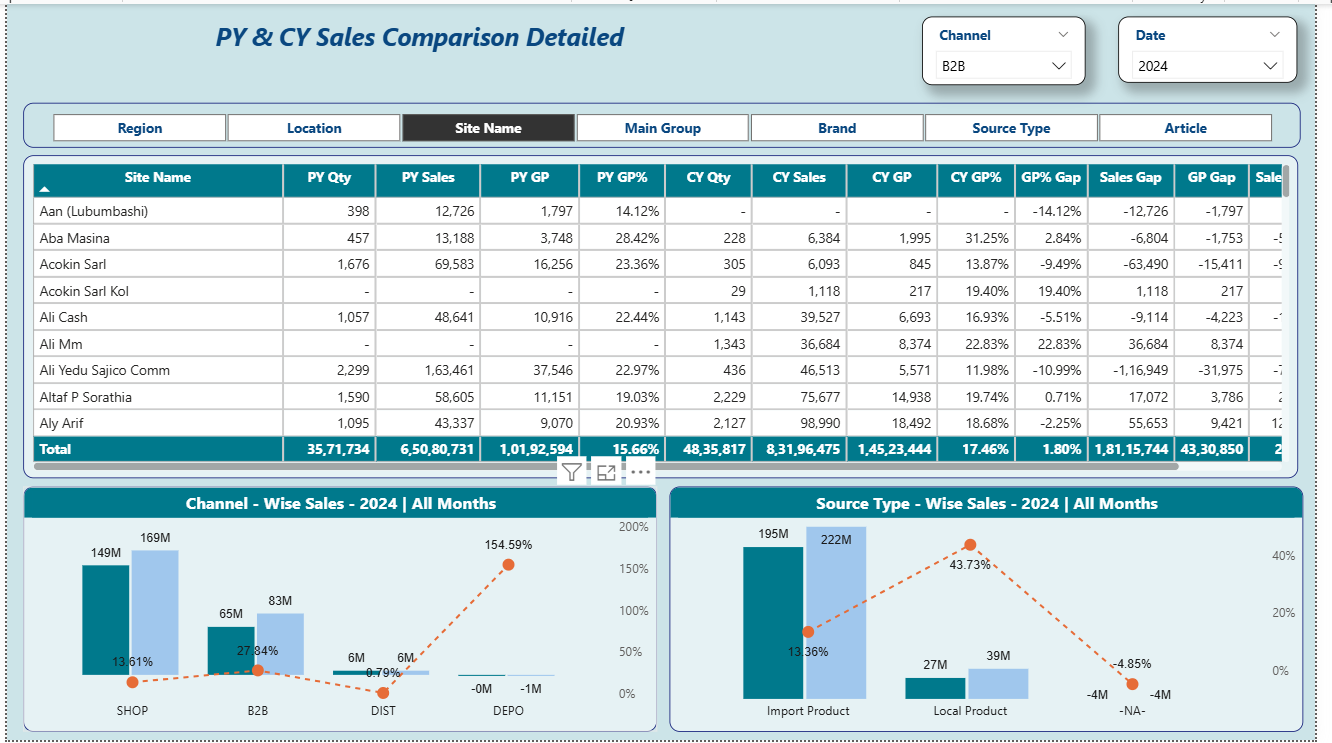 PY & CY Sales Comparison Detailed
Channel
B2B
Date
2024
Region Location Site Name Main Group Brand Source Type Article
Site Name PY Qty PY Sales PY GP PY GP% CY Qty CY Sales CY GP CY GP% GP% Gap Sales Gap GP Gap Sale
Aan (Lubumbashi) 398 12,726 1,797 14.12% - - - - -14.12% -12,726 -1,797
Aba Masina 457 13,188 3,748 28.42% 228 6,384 1,995 31.25% 2.84% -6,804 -1,753
Acokin Sarl 1,676 69,583 16,256 23.36% 305 6,093 845 13.87% -9.49% -63,490 -15,411
Acokin Sarl Kol - - - - 29 1,118 217 19.40% 19.40% 1,118 217
Ali Cash 1,057 48,641 10,916 22.44% 1,143 39,527 6,693 16.93% -5.51% -9,114 -4,223
Ali Mm - - - - 1,343 36,684 8,374 22.83% 22.83% 36,684 8,374
Ali Yedu Sajico Comm 2,299 1,63,461 37,546 22.97% 436 46,513 5,571 11.98% -10.99% -1,16,949 -31,975
Altaf P Sorathia 1,590 58,605 11,151 19.03% 2,229 75,677 14,938 19.74% 0.71% 17,072 3,786
Aly Arif 1,095 43,337 9,070 20.93% 2,127 98,990 18,492 18.68% -2.25% 55,653 9,421 12
Total 35,71,734 6,50,80,731 1,01,92,594 15.66% 48,35,817 8,31,96,475 1,45,23,444 17.46% 1.80% 1,81,15,744 43,30,850 2
Channel - Wise Sales - 2024 | All Months
149M 169M 65M 83M 6M 6M -0M -1M
13.61% 27.84% 0.79% 154.59%
200%
150%
100%
50%
0%
SHOP B2B DIST DEPO
Source Type - Wise Sales - 2024 | All Months
195M 222M 27M 39M -4M -4M
13.36% 43.73% -4.85%
40%
20%
0%
Import Product Local Product -NA-